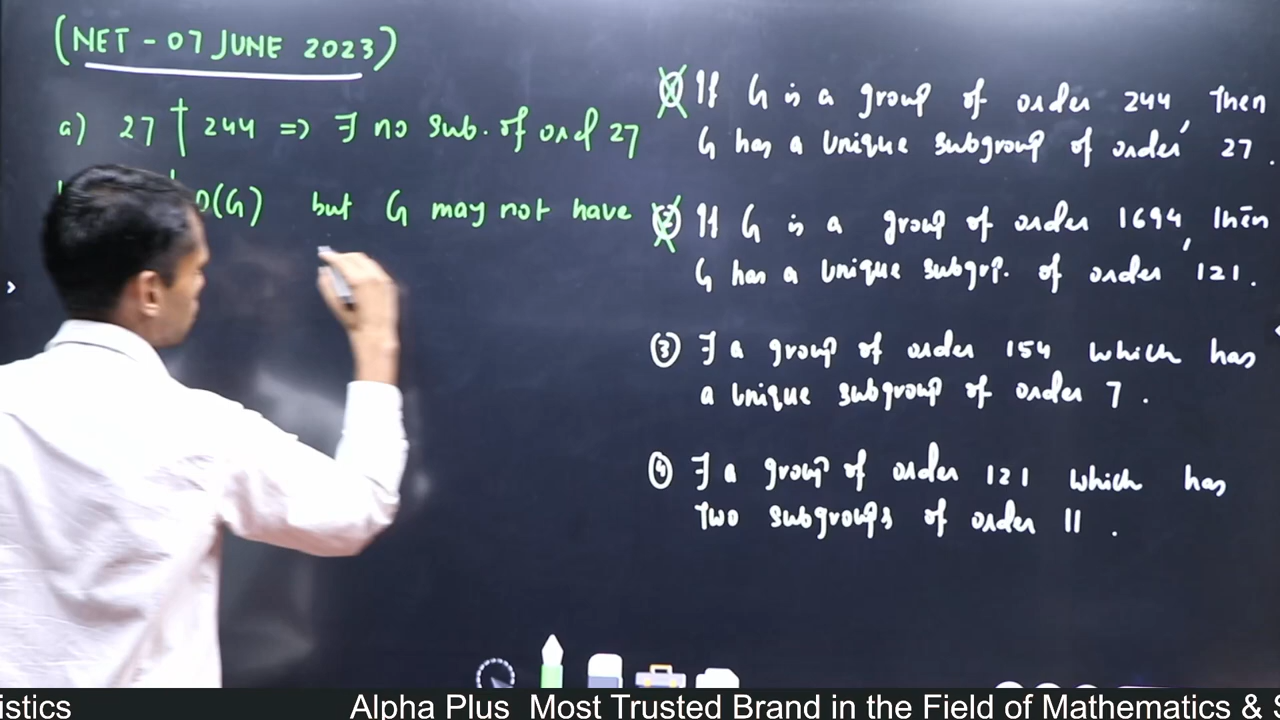 (NET - 07 JUNE 2023)
a) 27 ∤ 244 => ∃ no sub. of ord 27
O(G) but G may not have
① If G is a group of order 244, Then
G has a unique subgroup of order 27.
② If G is a group of order 1694, Then
G has a unique subgrp. of order 121.
③ ∃ a group of order 154 which has
a unique subgroup of order 7.
④ ∃ a group of order 121 which has
Two subgroups of order 11.
istics Alpha Plus Most Trusted Brand in the Field of Mathematics & S